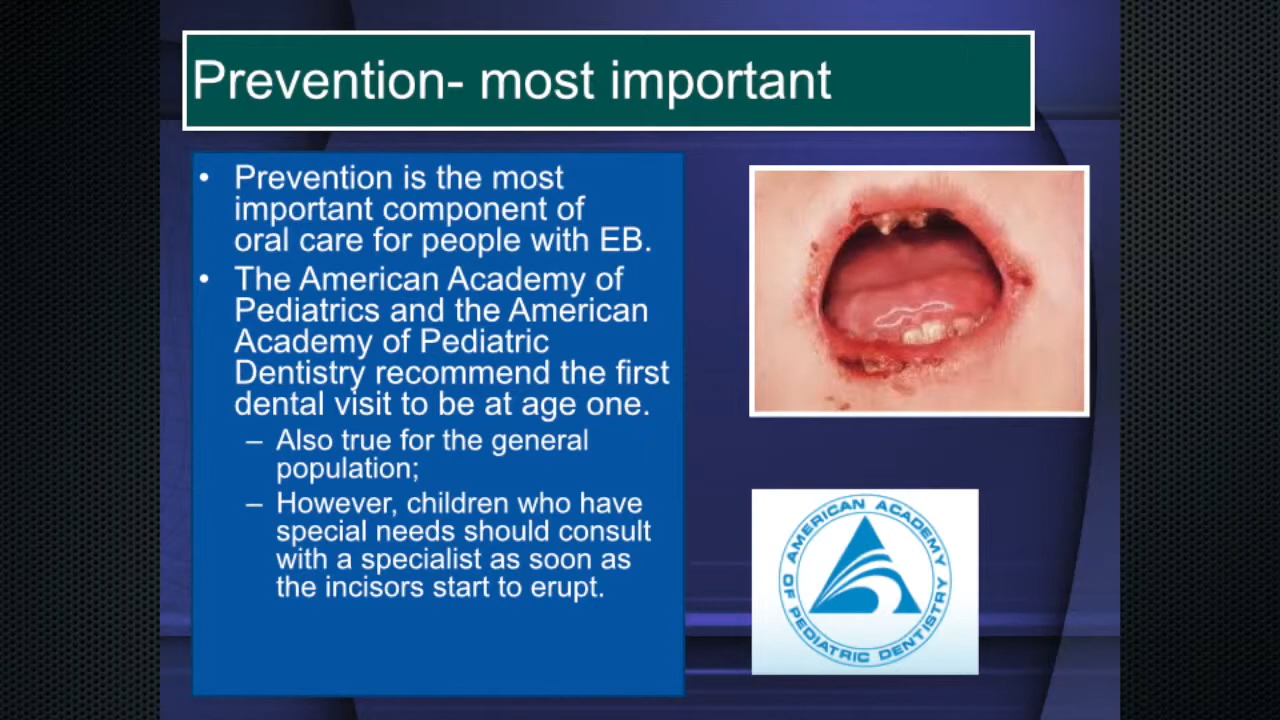 Prevention- most important
• Prevention is the most
important component of
oral care for people with EB.
• The American Academy of
Pediatrics and the American
Academy of Pediatric
Dentistry recommend the first
dental visit to be at age one.
– Also true for the general
population;
– However, children who have
special needs should consult
with a specialist as soon as
the incisors start to erupt.
AMERICAN ACADEMY
OF PEDIATRIC DENTISTRY